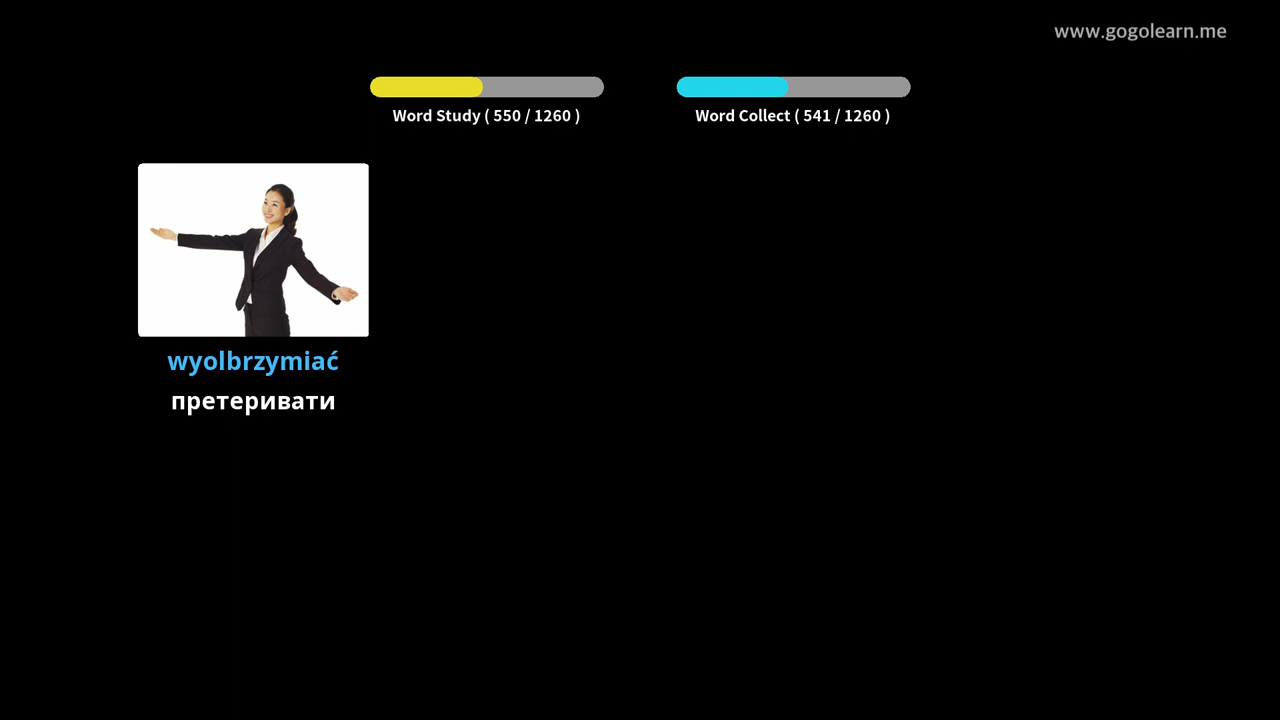 www.gogolearn.me
Word Study ( 550 / 1260 )
Word Collect ( 541 / 1260 )
wyolbrzymiać
претеривати